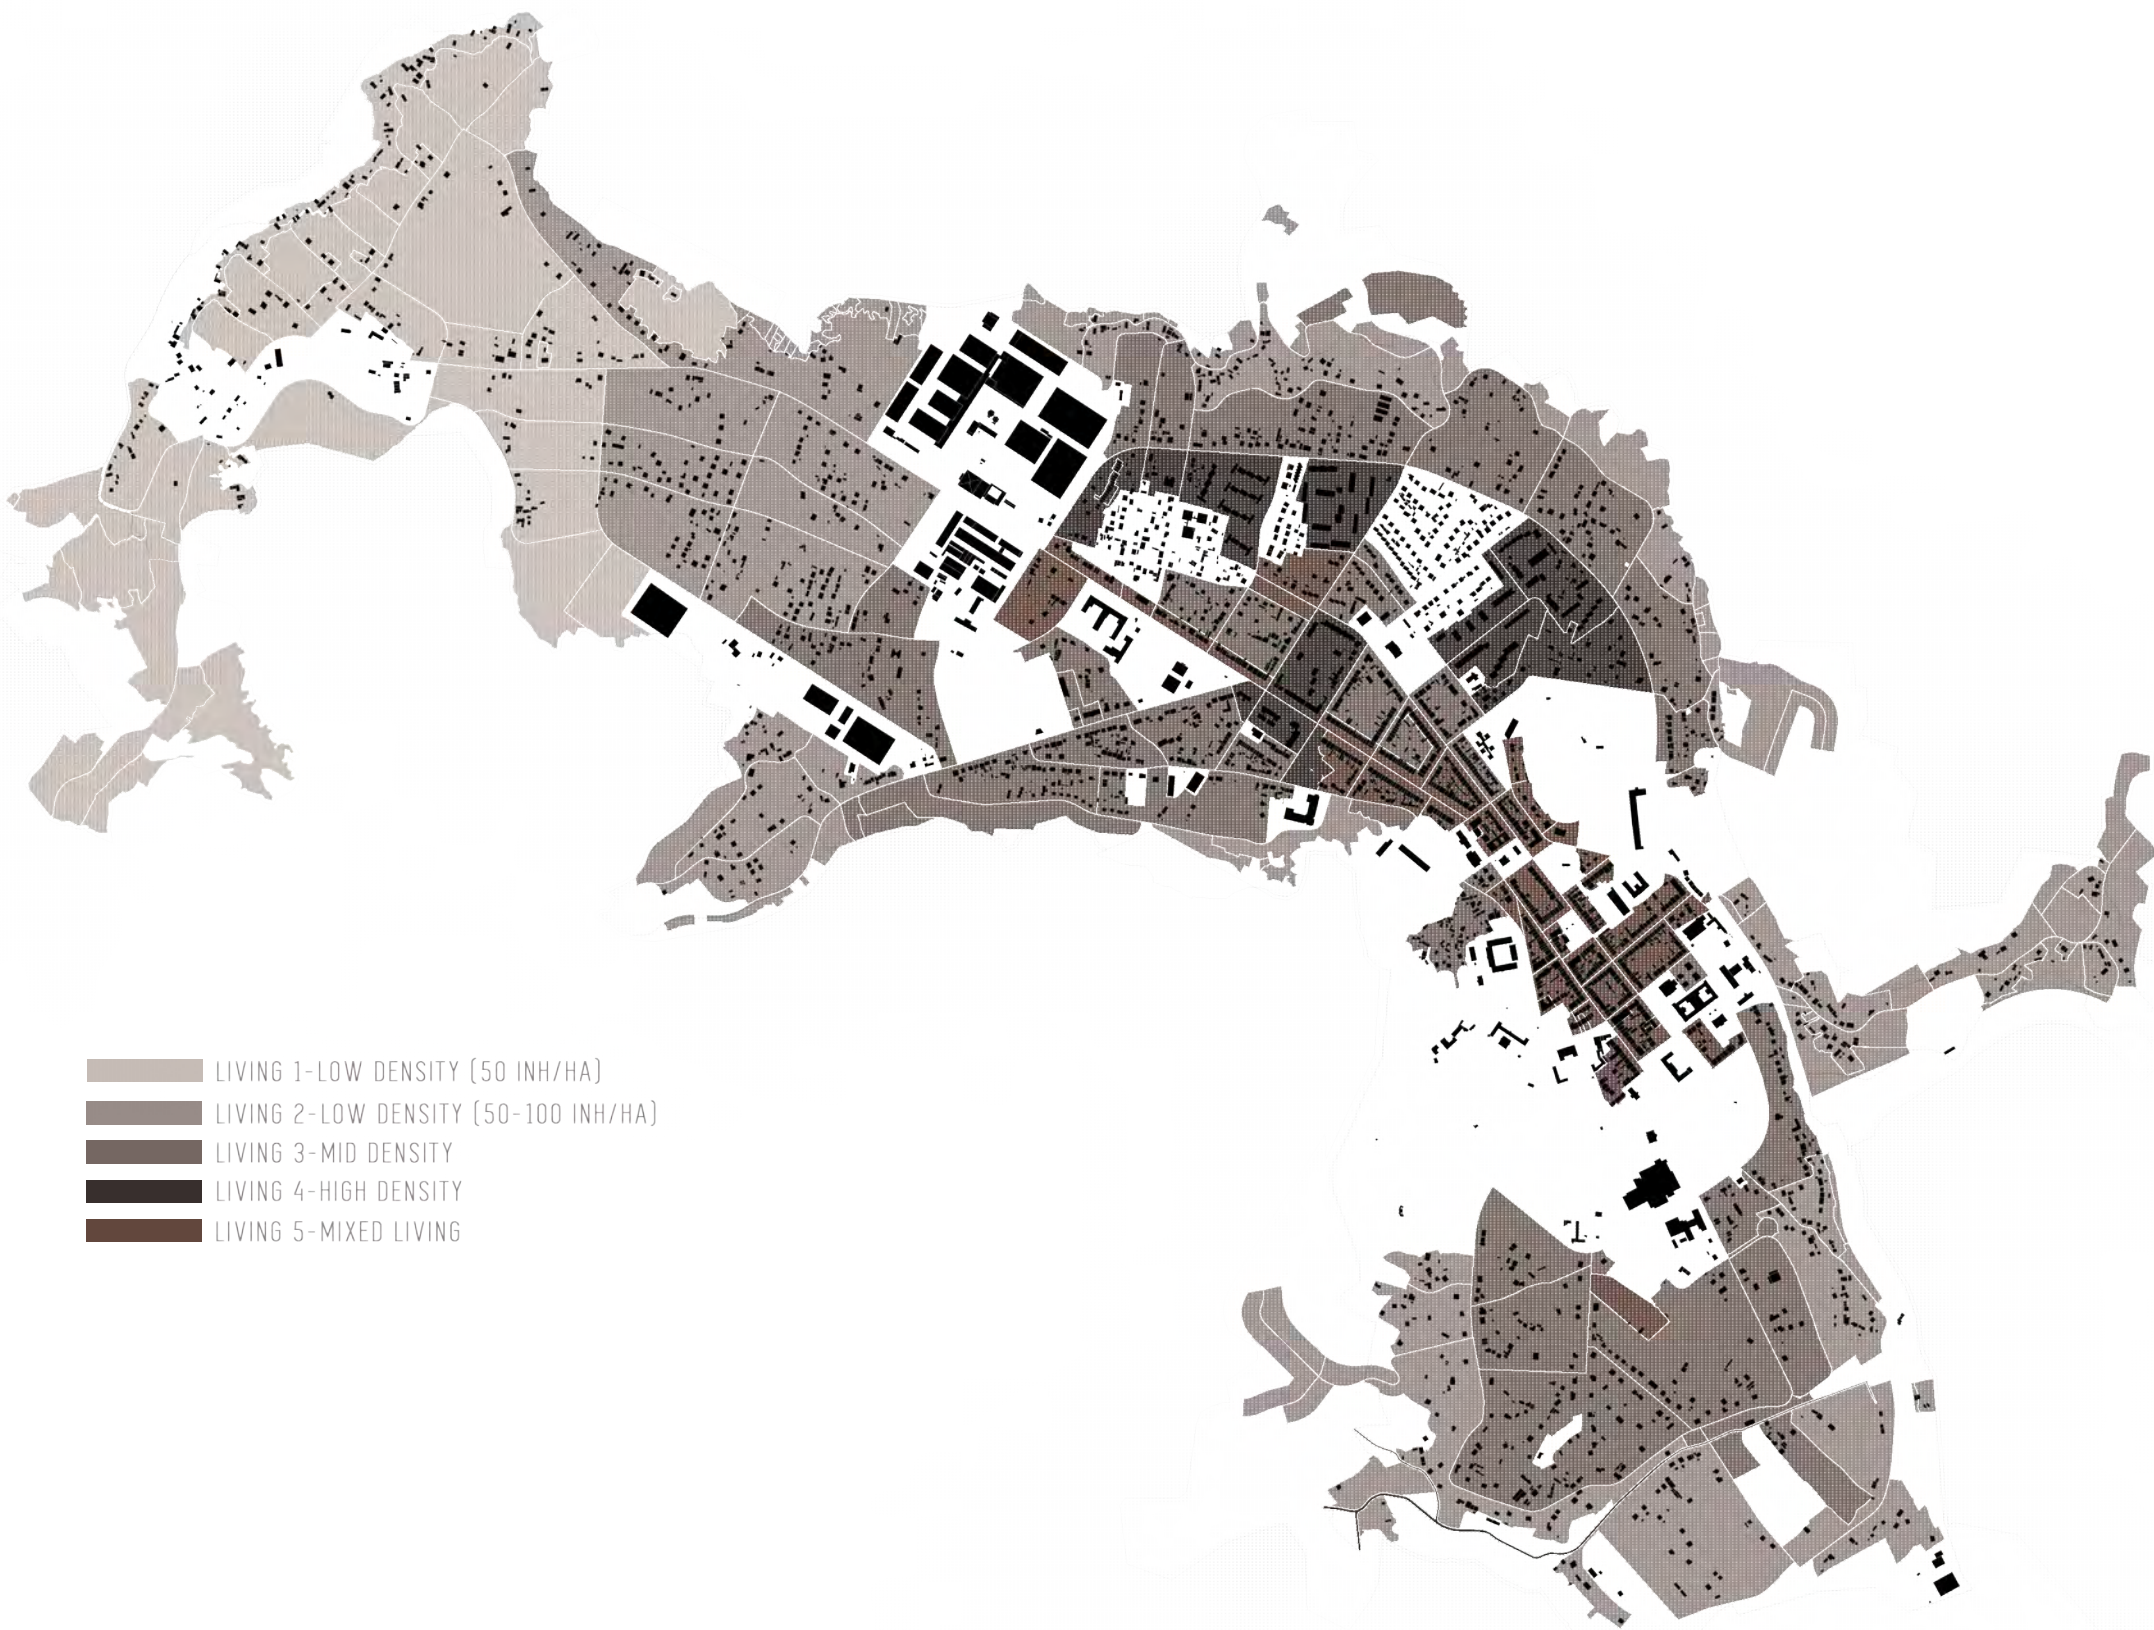 LIVING 1-LOW DENSITY (50 INH/HA)
LIVING 2-LOW DENSITY (50-100 INH/HA)
LIVING 3-MID DENSITY
LIVING 4-HIGH DENSITY
LIVING 5-MIXED LIVING